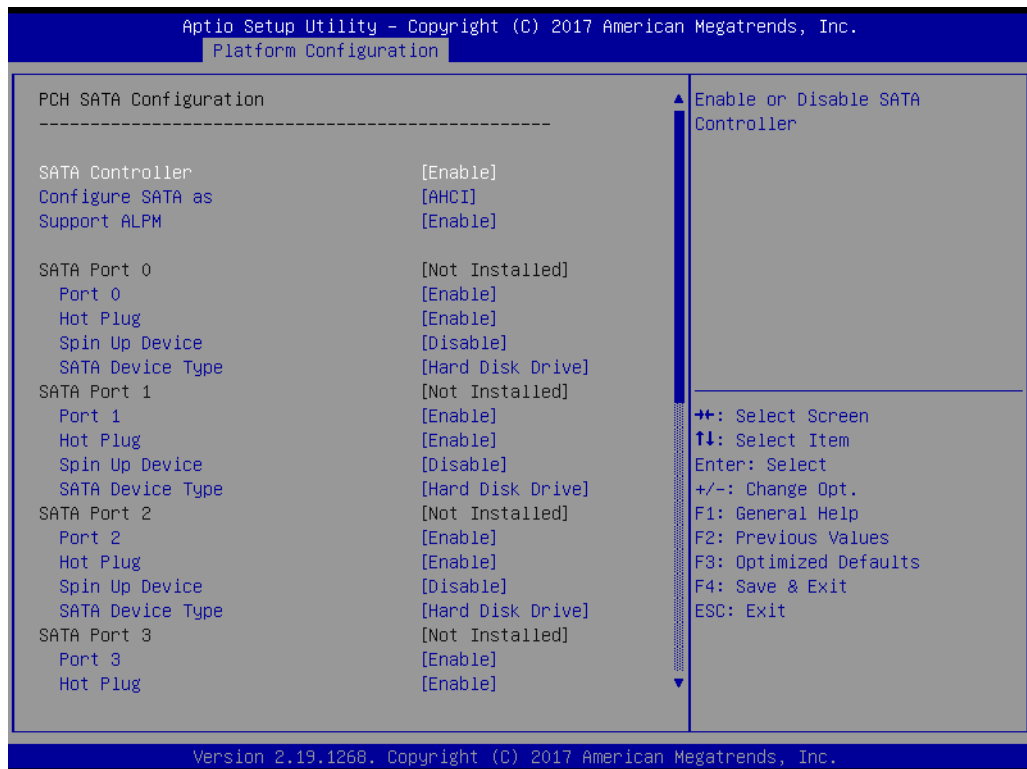 Aptio Setup Utility – Copyright (C) 2017 American Megatrends, Inc.
Platform Configuration
PCH SATA Configuration
--------------------------------------------------
SATA Controller [Enable]
Configure SATA as [AHCI]
Support ALPM [Enable]
SATA Port 0 [Not Installed]
Port 0 [Enable]
Hot Plug [Enable]
Spin Up Device [Disable]
SATA Device Type [Hard Disk Drive]
SATA Port 1 [Not Installed]
Port 1 [Enable]
Hot Plug [Enable]
Spin Up Device [Disable]
SATA Device Type [Hard Disk Drive]
SATA Port 2 [Not Installed]
Port 2 [Enable]
Hot Plug [Enable]
Spin Up Device [Disable]
SATA Device Type [Hard Disk Drive]
SATA Port 3 [Not Installed]
Port 3 [Enable]
Hot Plug [Enable]
Enable or Disable SATA
Controller
→←: Select Screen
↑↓: Select Item
Enter: Select
+/-: Change Opt.
F1: General Help
F2: Previous Values
F3: Optimized Defaults
F4: Save & Exit
ESC: Exit
Version 2.19.1268. Copyright (C) 2017 American Megatrends, Inc.